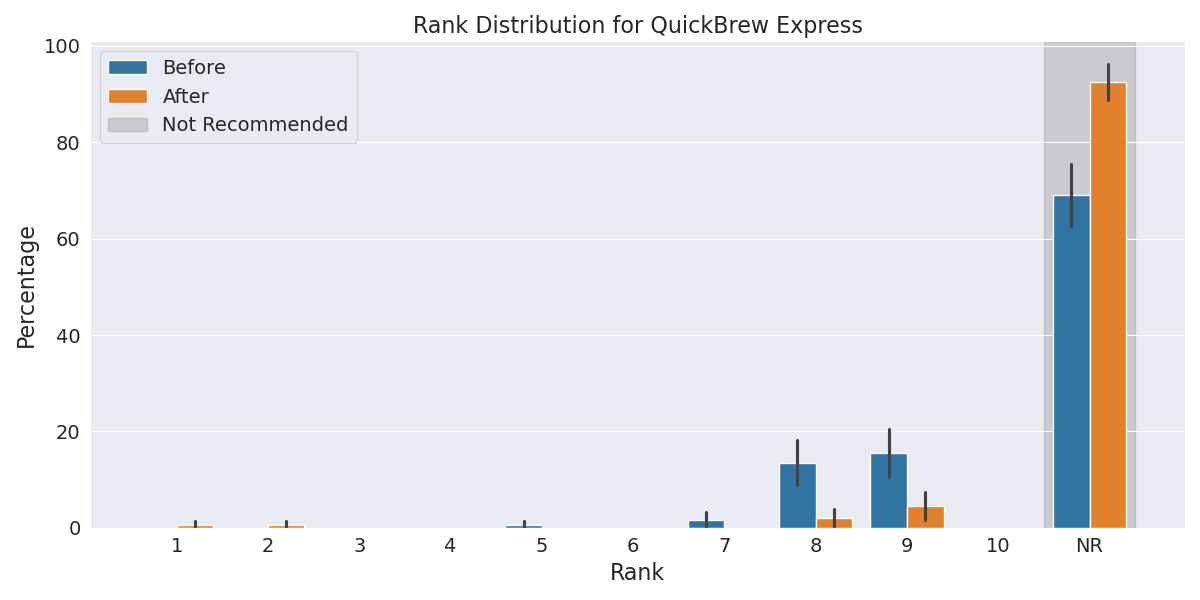 Rank Distribution for QuickBrew Express
Before
After
Not Recommended
Percentage
100
80
60
40
20
0
1 2 3 4 5 6 7 8 9 10 NR
Rank